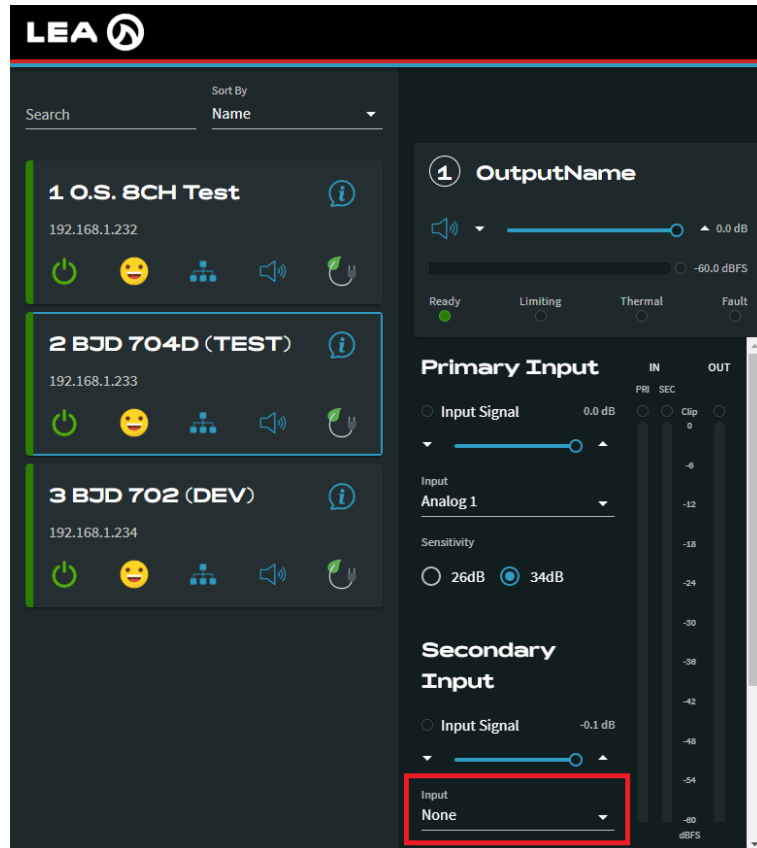 LEA
Sort By
Search
Name
1 O.S. 8CH Test
192.168.1.232
2 BJD 704D (TEST)
192.168.1.233
3 BJD 702 (DEV)
192.168.1.234
1 OutputName
0.0 dB
-60.0 dBFS
Ready Limiting Thermal Fault
Primary Input
Input Signal 0.0 dB
Input
Analog 1
Sensitivity
26dB 34dB
Secondary
Input
Input Signal -0.1 dB
Input
None
IN OUT
PRI SEC
Clip
0
-6
-12
-18
-24
-30
-36
-42
-48
-54
-60
dBFS